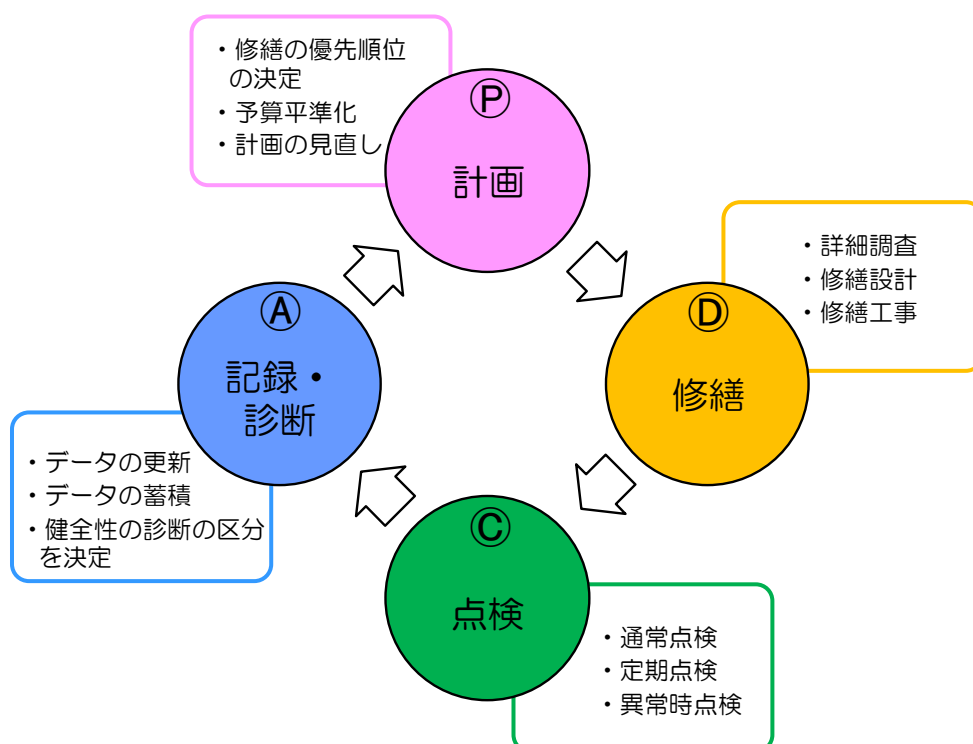 ・修繕の優先順位
の決定
・予算平準化
・計画の見直し
Ⓟ
計画
・詳細調査
・修繕設計
・修繕工事
Ⓓ
修繕
Ⓐ
記録・
診断
・データの更新
・データの蓄積
・健全性の診断の区分
を決定
Ⓒ
点検
・通常点検
・定期点検
・異常時点検